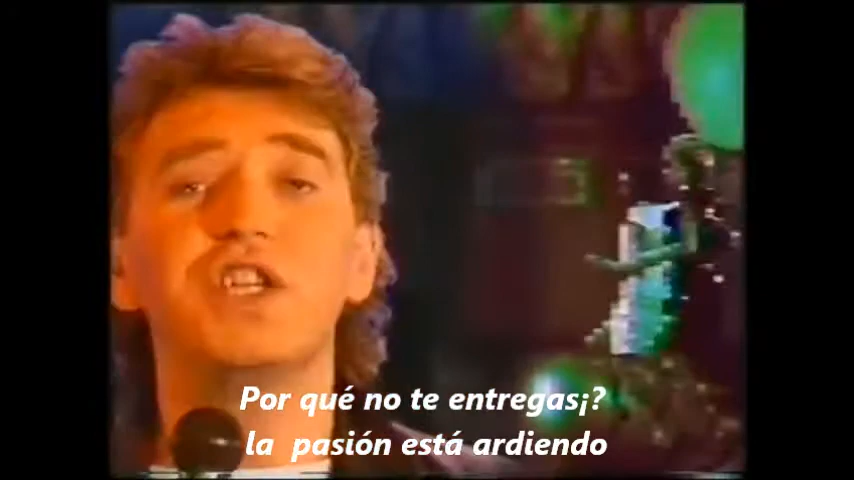 Por qué no te entregas¡?
la pasión está ardiendo